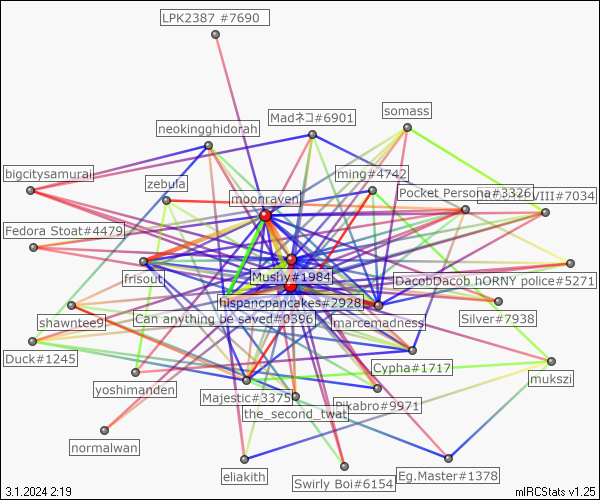 LPK2387 #7690
Madネコ#6901
somass
neokingghidorah
bigcitysamurai
ming#4742
zebula
Pocket Persona#3326
VIII#7034
moonraven
Fedora Stoat#4479
frisout
Mushy#1984
DacobDacob hORNY police#5271
hispancpancakes#2928
Can anything be saved#0396
marcemadness
Silver#7938
shawntee9
Duck#1245
Cypha#1717
mukszi
yoshimanden
Majestic#3375
Pikabro#9971
the_second_twat
normalwan
eliakith
Swirly Boi#6154
Eg.Master#1378
3.1.2024 2:19
mIRCStats v1.25